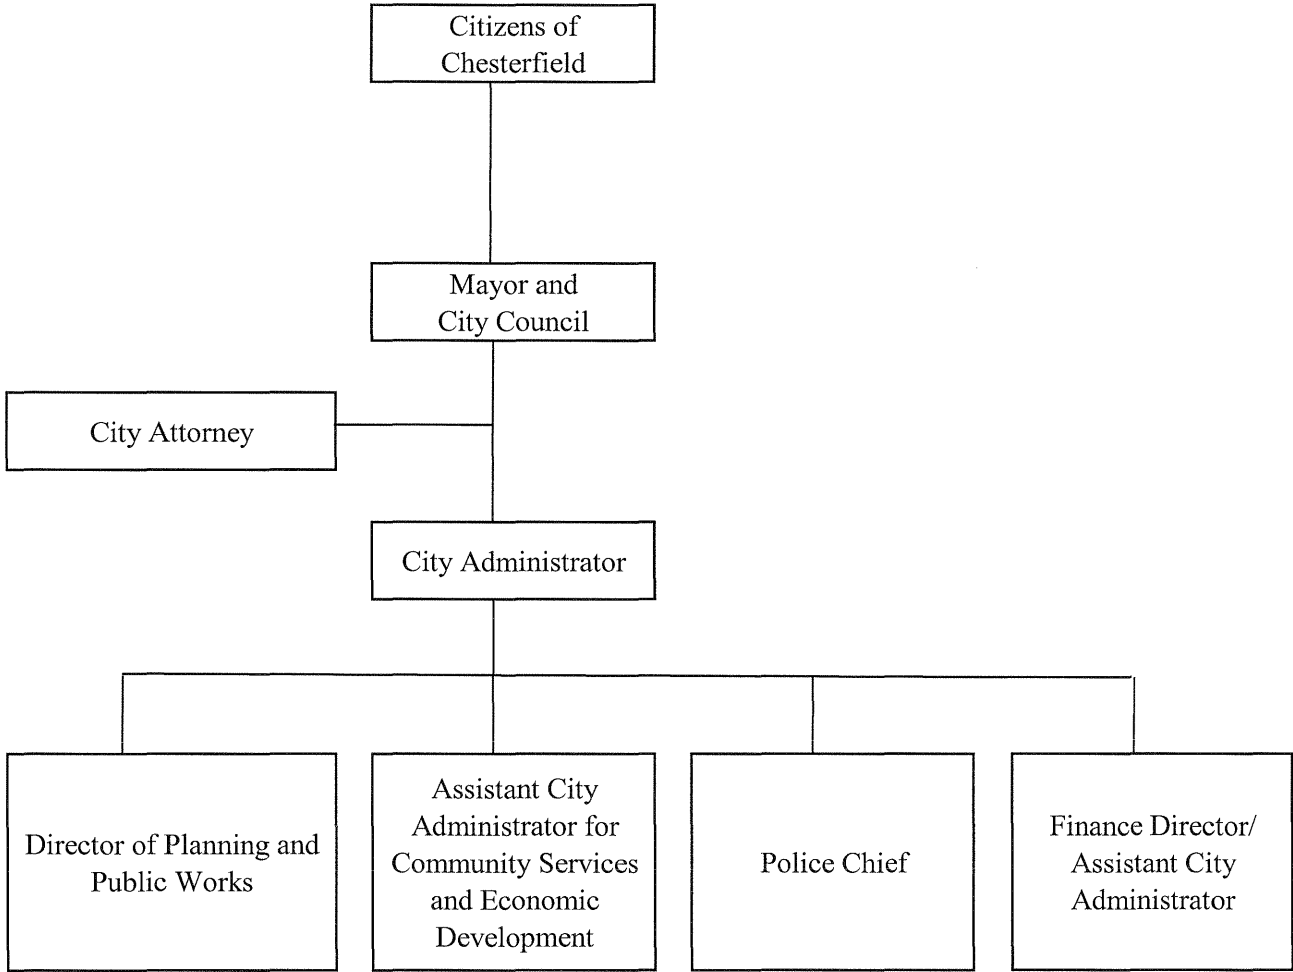 Citizens of
Chesterfield
Mayor and
City Council
City Attorney
City Administrator
Director of Planning and
Public Works
Assistant City
Administrator for
Community Services
and Economic
Development
Police Chief
Finance Director/
Assistant City
Administrator